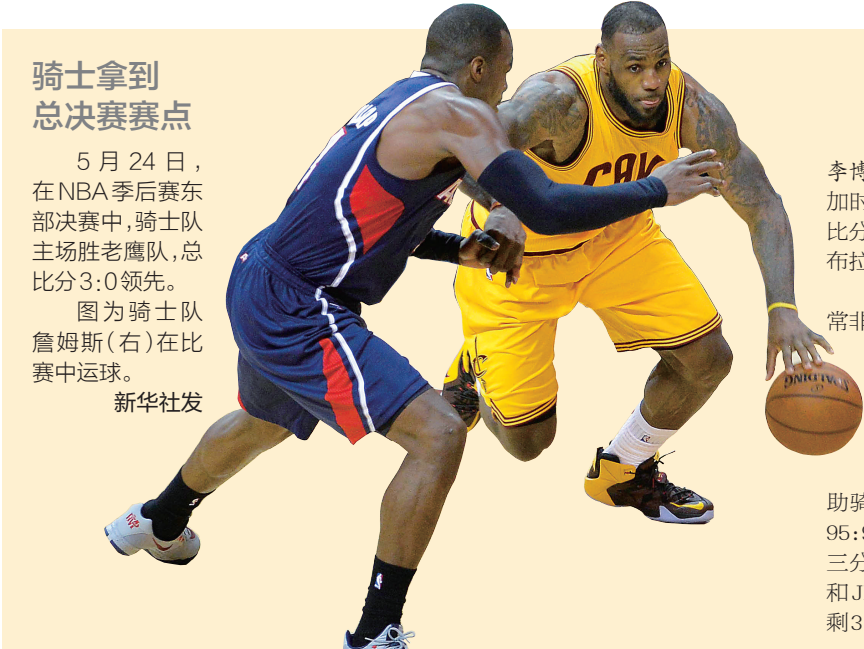 骑士拿到
总决赛赛点
5月24日，
在NBA季后赛东
部决赛中，骑士队
主场胜老鹰队，总
比分3:0领先。
图为骑士队
詹姆斯（右）在比
赛中运球。
新华社发
CAV
SPALDING
李博
加时
比分
布拉
常非
助骑
95:9
三分
和J
剩3